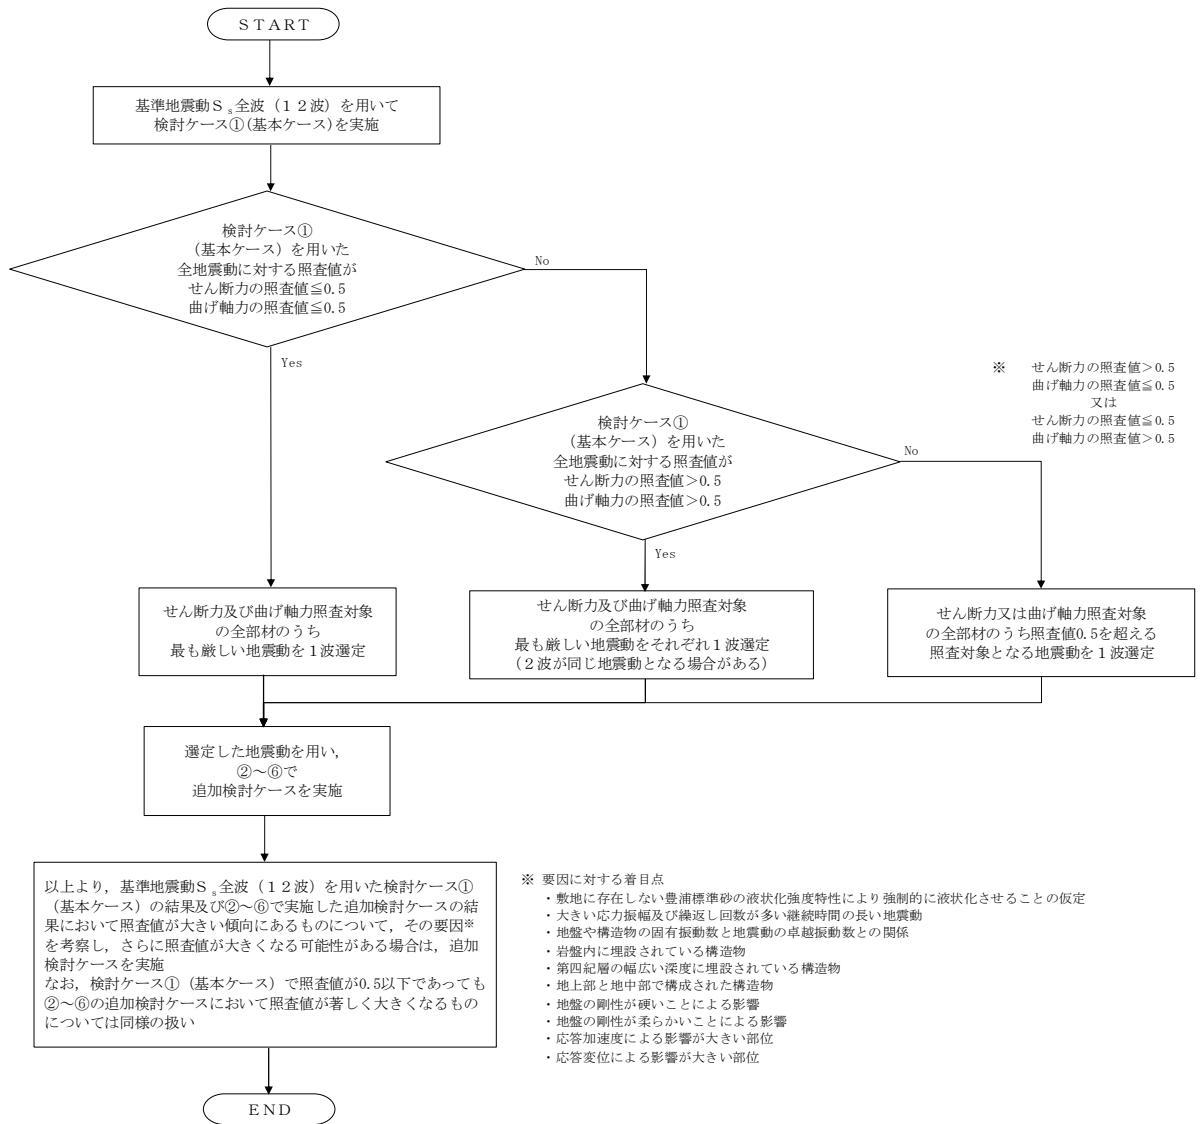 ＳＴＡＲＴ
基準地震動Ｓｓ全波（１２波）を用いて
検討ケース①(基本ケース)を実施
検討ケース①
（基本ケース）を用いた
全地震動に対する照査値が
せん断力の照査値≦0.5
曲げ軸力の照査値≦0.5
No
Yes
※ せん断力の照査値＞0.5
曲げ軸力の照査値≦0.5
又は
せん断力の照査値≦0.5
曲げ軸力の照査値＞0.5
検討ケース①
（基本ケース）を用いた
全地震動に対する照査値が
せん断力の照査値＞0.5
曲げ軸力の照査値＞0.5
No
Yes
せん断力及び曲げ軸力照査対象
の全部材のうち
最も厳しい地震動を１波選定
せん断力及び曲げ軸力照査対象
の全部材のうち
最も厳しい地震動をそれぞれ１波選定
（２波が同じ地震動となる場合がある）
せん断力又は曲げ軸力照査対象
の全部材のうち照査値0.5を超える
照査対象となる地震動を１波選定
選定した地震動を用い，
②～⑥で
追加検討ケースを実施
以上より，基準地震動Ｓｓ全波（１２波）を用いた検討ケース①
（基本ケース）の結果及び②～⑥で実施した追加検討ケースの結
果において照査値が大きい傾向にあるものについて，その要因※
を考察し，さらに照査値が大きくなる可能性がある場合は，追加
検討ケースを実施
なお，検討ケース①（基本ケース）で照査値が0.5以下であっても
②～⑥の追加検討ケースにおいて照査値が著しく大きくなるもの
については同様の扱い
※ 要因に対する着目点
・敷地に存在しない豊浦標準砂の液状化強度特性により強制的に液状化させることの仮定
・大きい応力振幅及び繰返し回数が多い継続時間の長い地震動
・地盤や構造物の固有振動数と地震動の卓越振動数との関係
・岩盤内に埋設されている構造物
・第四紀層の幅広い深度に埋設されている構造物
・地上部と地中部で構成された構造物
・地盤の剛性が硬いことによる影響
・地盤の剛性が柔らかいことによる影響
・応答加速度による影響が大きい部位
・応答変位による影響が大きい部位
ＥＮＤ